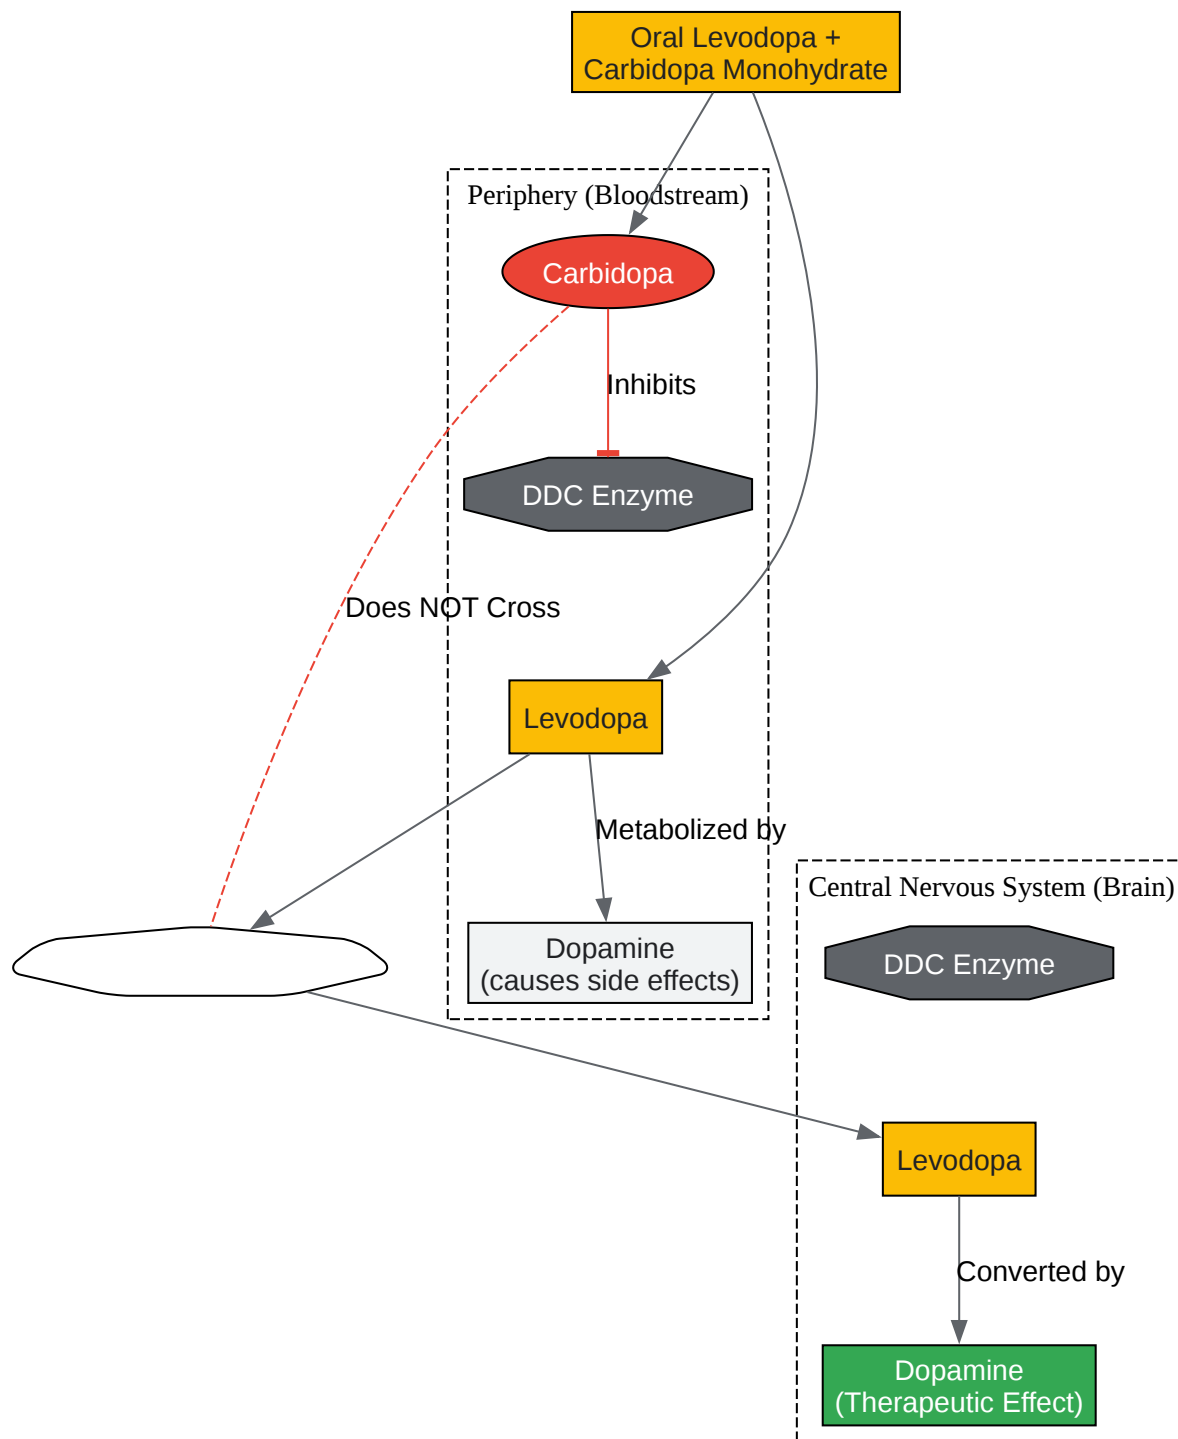 Oral Levodopa +
Carbidopa Monohydrate
Periphery (Bloodstream)
Carbidopa
Inhibits
DDC Enzyme
Does NOT Cross
Levodopa
Metabolized by
Central Nervous System (Brain)
Dopamine
(causes side effects)
DDC Enzyme
Levodopa
Converted by
Dopamine
(Therapeutic Effect)